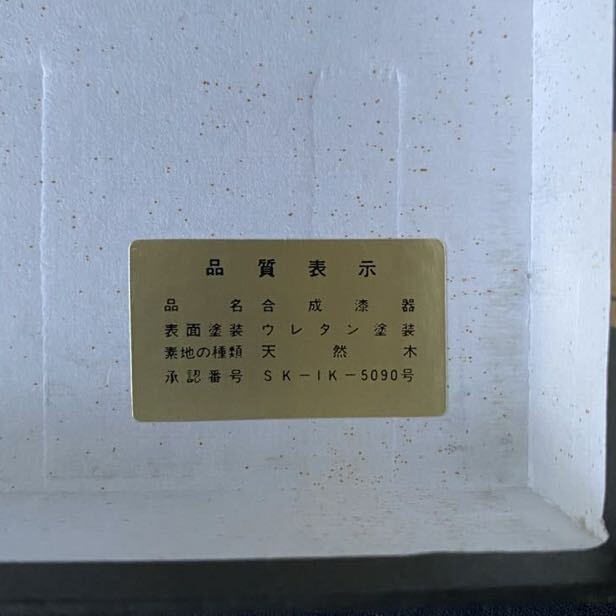 品質表示
品名 合成漆器
表面塗装 ウレタン塗装
素地の種類 天然木
承認番号 SK-IK-5090号